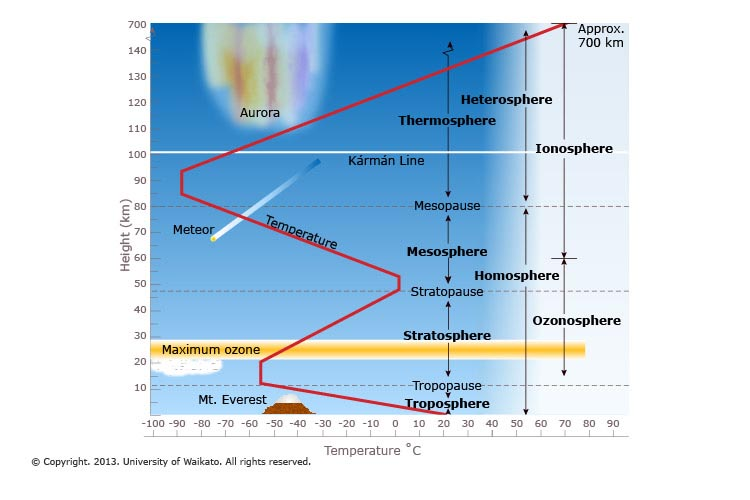 700
Approx.
700 km
140
130
120
110
100
90
80
70
60
50
40
30
20
10
Height (km)
Aurora
Heterosphere
Thermosphere
Ionosphere
Kármán Line
Mesopause
Meteor
Temperature
Mesosphere
Homosphere
Stratopause
Ozonosphere
Stratosphere
Maximum ozone
Tropopause
Mt. Everest
Troposphere
-100 -90 -80 -70 -60 -50 -40 -30 -20 -10 0 10 20 30 40 50 60 70 80 90
Temperature °C
© Copyright. 2013. University of Waikato. All rights reserved.